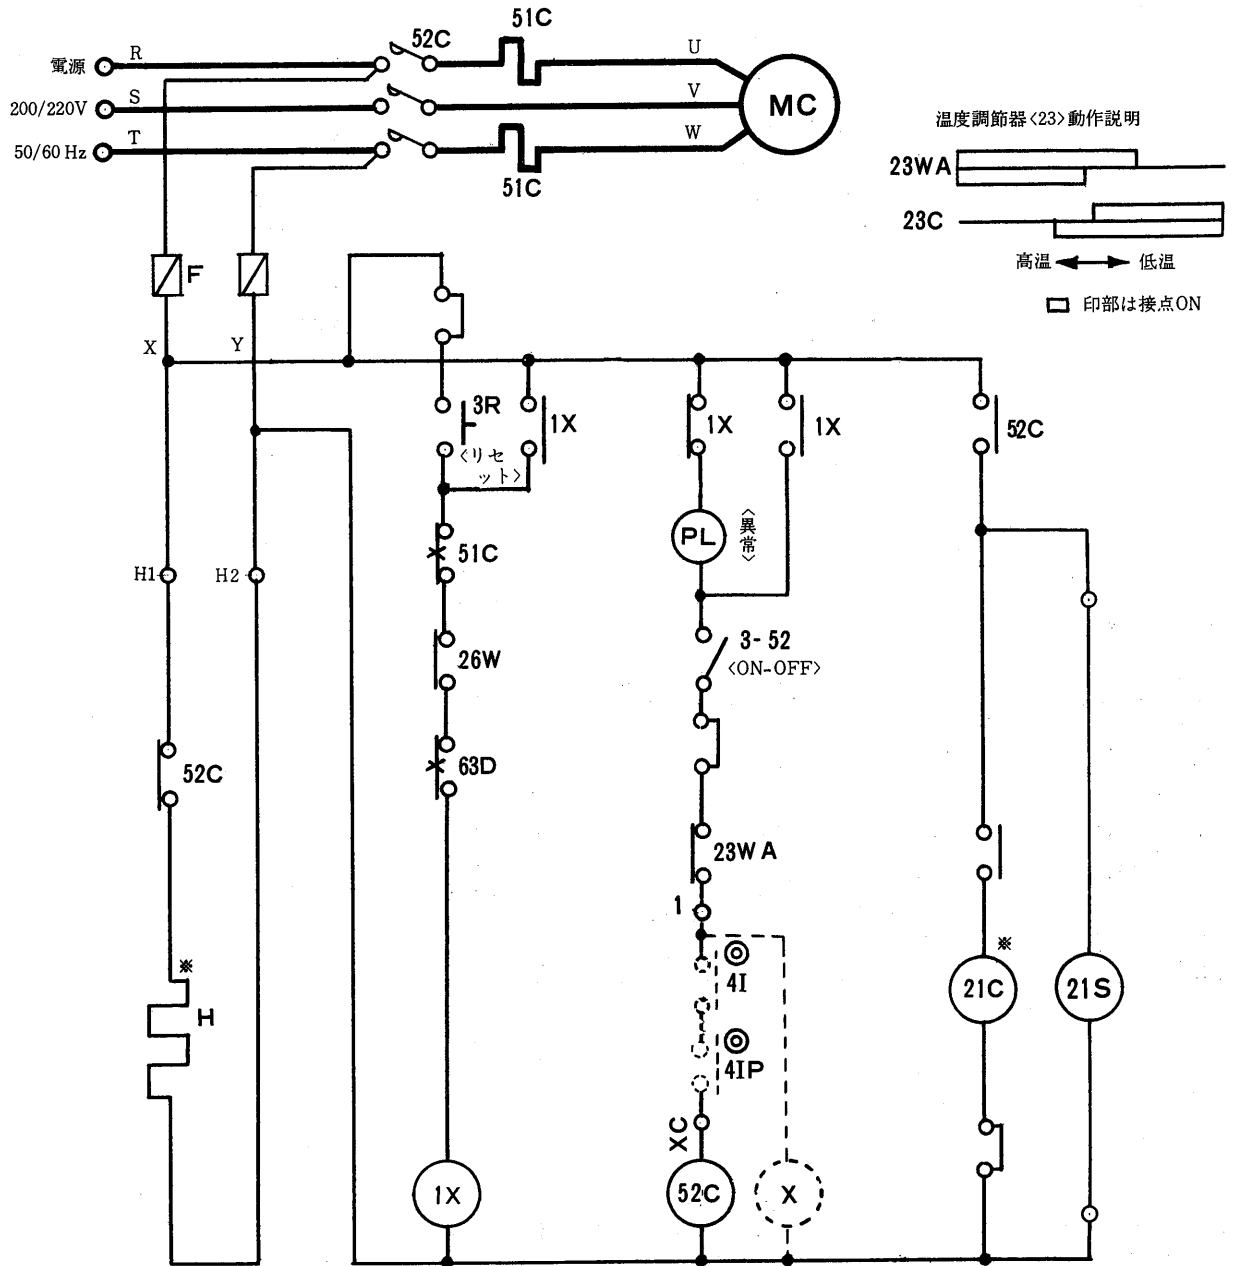 51C
52C
電源
R
U
200/220V
S
V
MC
50/60 Hz
T
W
51C
温度調節器〈23〉動作説明
23WA
23C
高温
低温
印部は接点ON
F
X
Y
3R
〈リセ
ット〉
1X
1X
1X
52C
51C
PL
〈異常〉
H1
H2
3-52
〈ON-OFF〉
26W
52C
63D
23WA
1
※
H
4I
4IP
※
21C
21S
XC
1X
52C
X